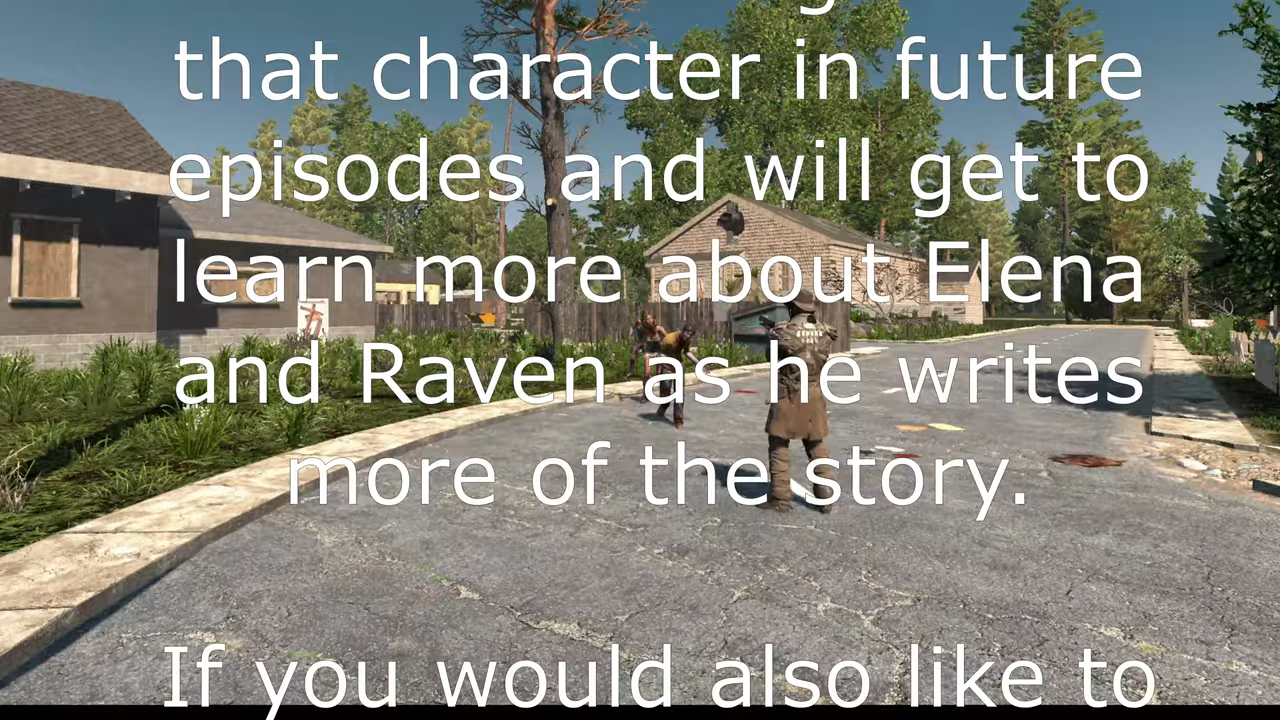 that character in future
episodes and will get to
learn more about Elena
and Raven as he writes
more of the story.
If you would also like to